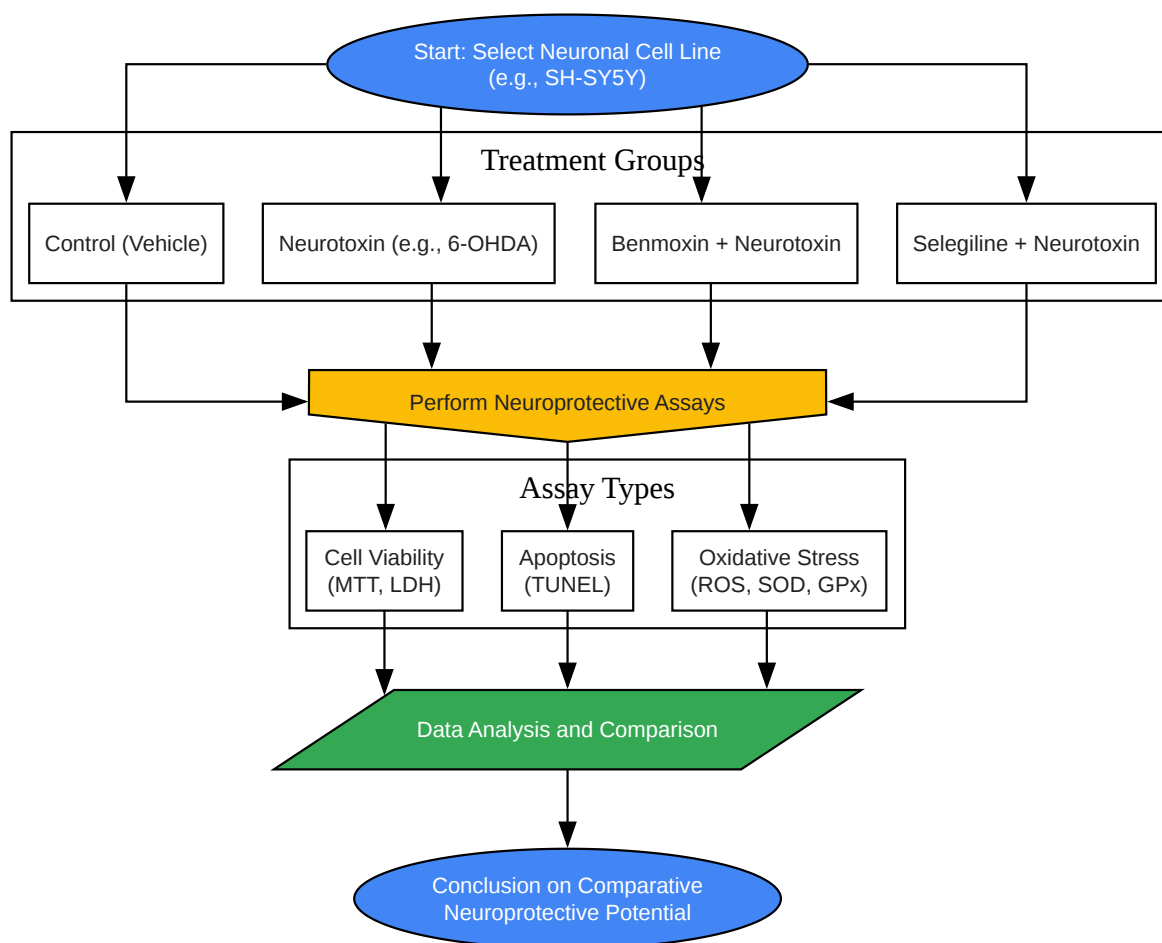 Start: Select Neuronal Cell Line
(e.g., SH-SY5Y)
Treatment Groups
Control (Vehicle)
Neurotoxin (e.g., 6-OHDA)
Benmoxin + Neurotoxin
Selegiline + Neurotoxin
Perform Neuroprotective Assays
Assay Types
Cell Viability
(MTT, LDH)
Apoptosis
(TUNEL)
Oxidative Stress
(ROS, SOD, GPx)
Data Analysis and Comparison
Conclusion on Comparative
Neuroprotective Potential